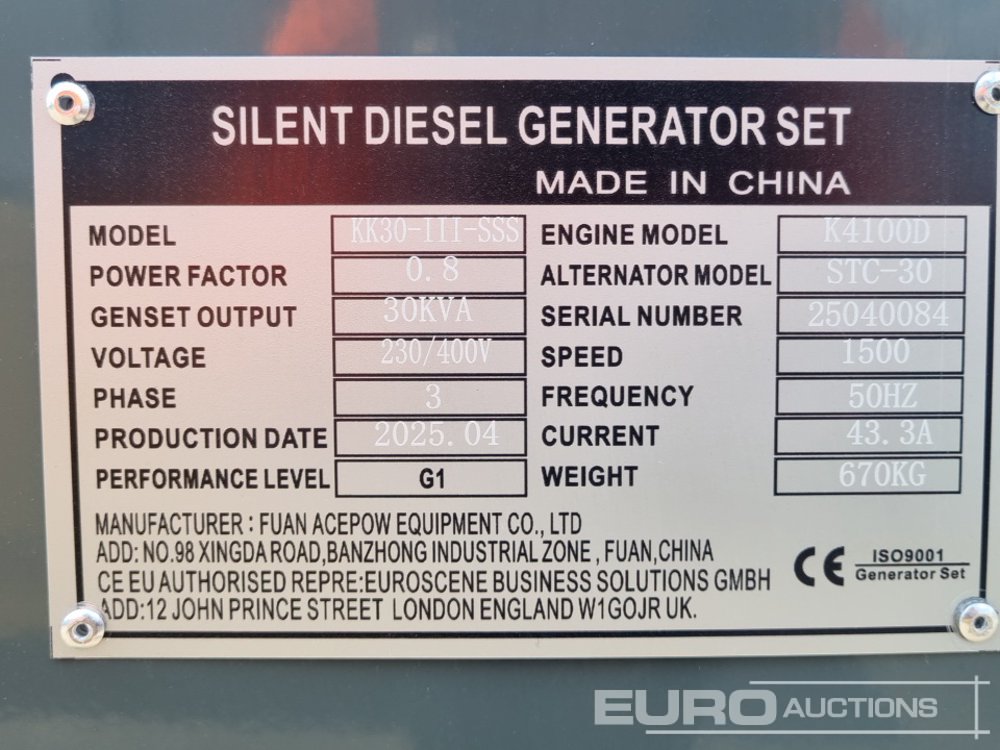 SILENT DIESEL GENERATOR SET
MADE IN CHINA
MODEL KK30-III-SSS ENGINE MODEL K4100D
POWER FACTOR 0.8 ALTERNATOR MODEL STC-30
GENSET OUTPUT 30KVA SERIAL NUMBER 25040084
VOLTAGE 230/400V SPEED 1500
PHASE 3 FREQUENCY 50HZ
PRODUCTION DATE 2025.04 CURRENT 43.3A
PERFORMANCE LEVEL G1 WEIGHT 670KG
MANUFACTURER : FUAN ACEPOW EQUIPMENT CO., LTD
ADD: NO.98 XINGDA ROAD,BANZHONG INDUSTRIAL ZONE , FUAN,CHINA
CE EU AUTHORISED REPRE:EUROSCENE BUSINESS SOLUTIONS GMBH
ADD:12 JOHN PRINCE STREET LONDON ENGLAND W1GOJR UK.
CE ISO9001
Generator Set
EURO AUCTIONS